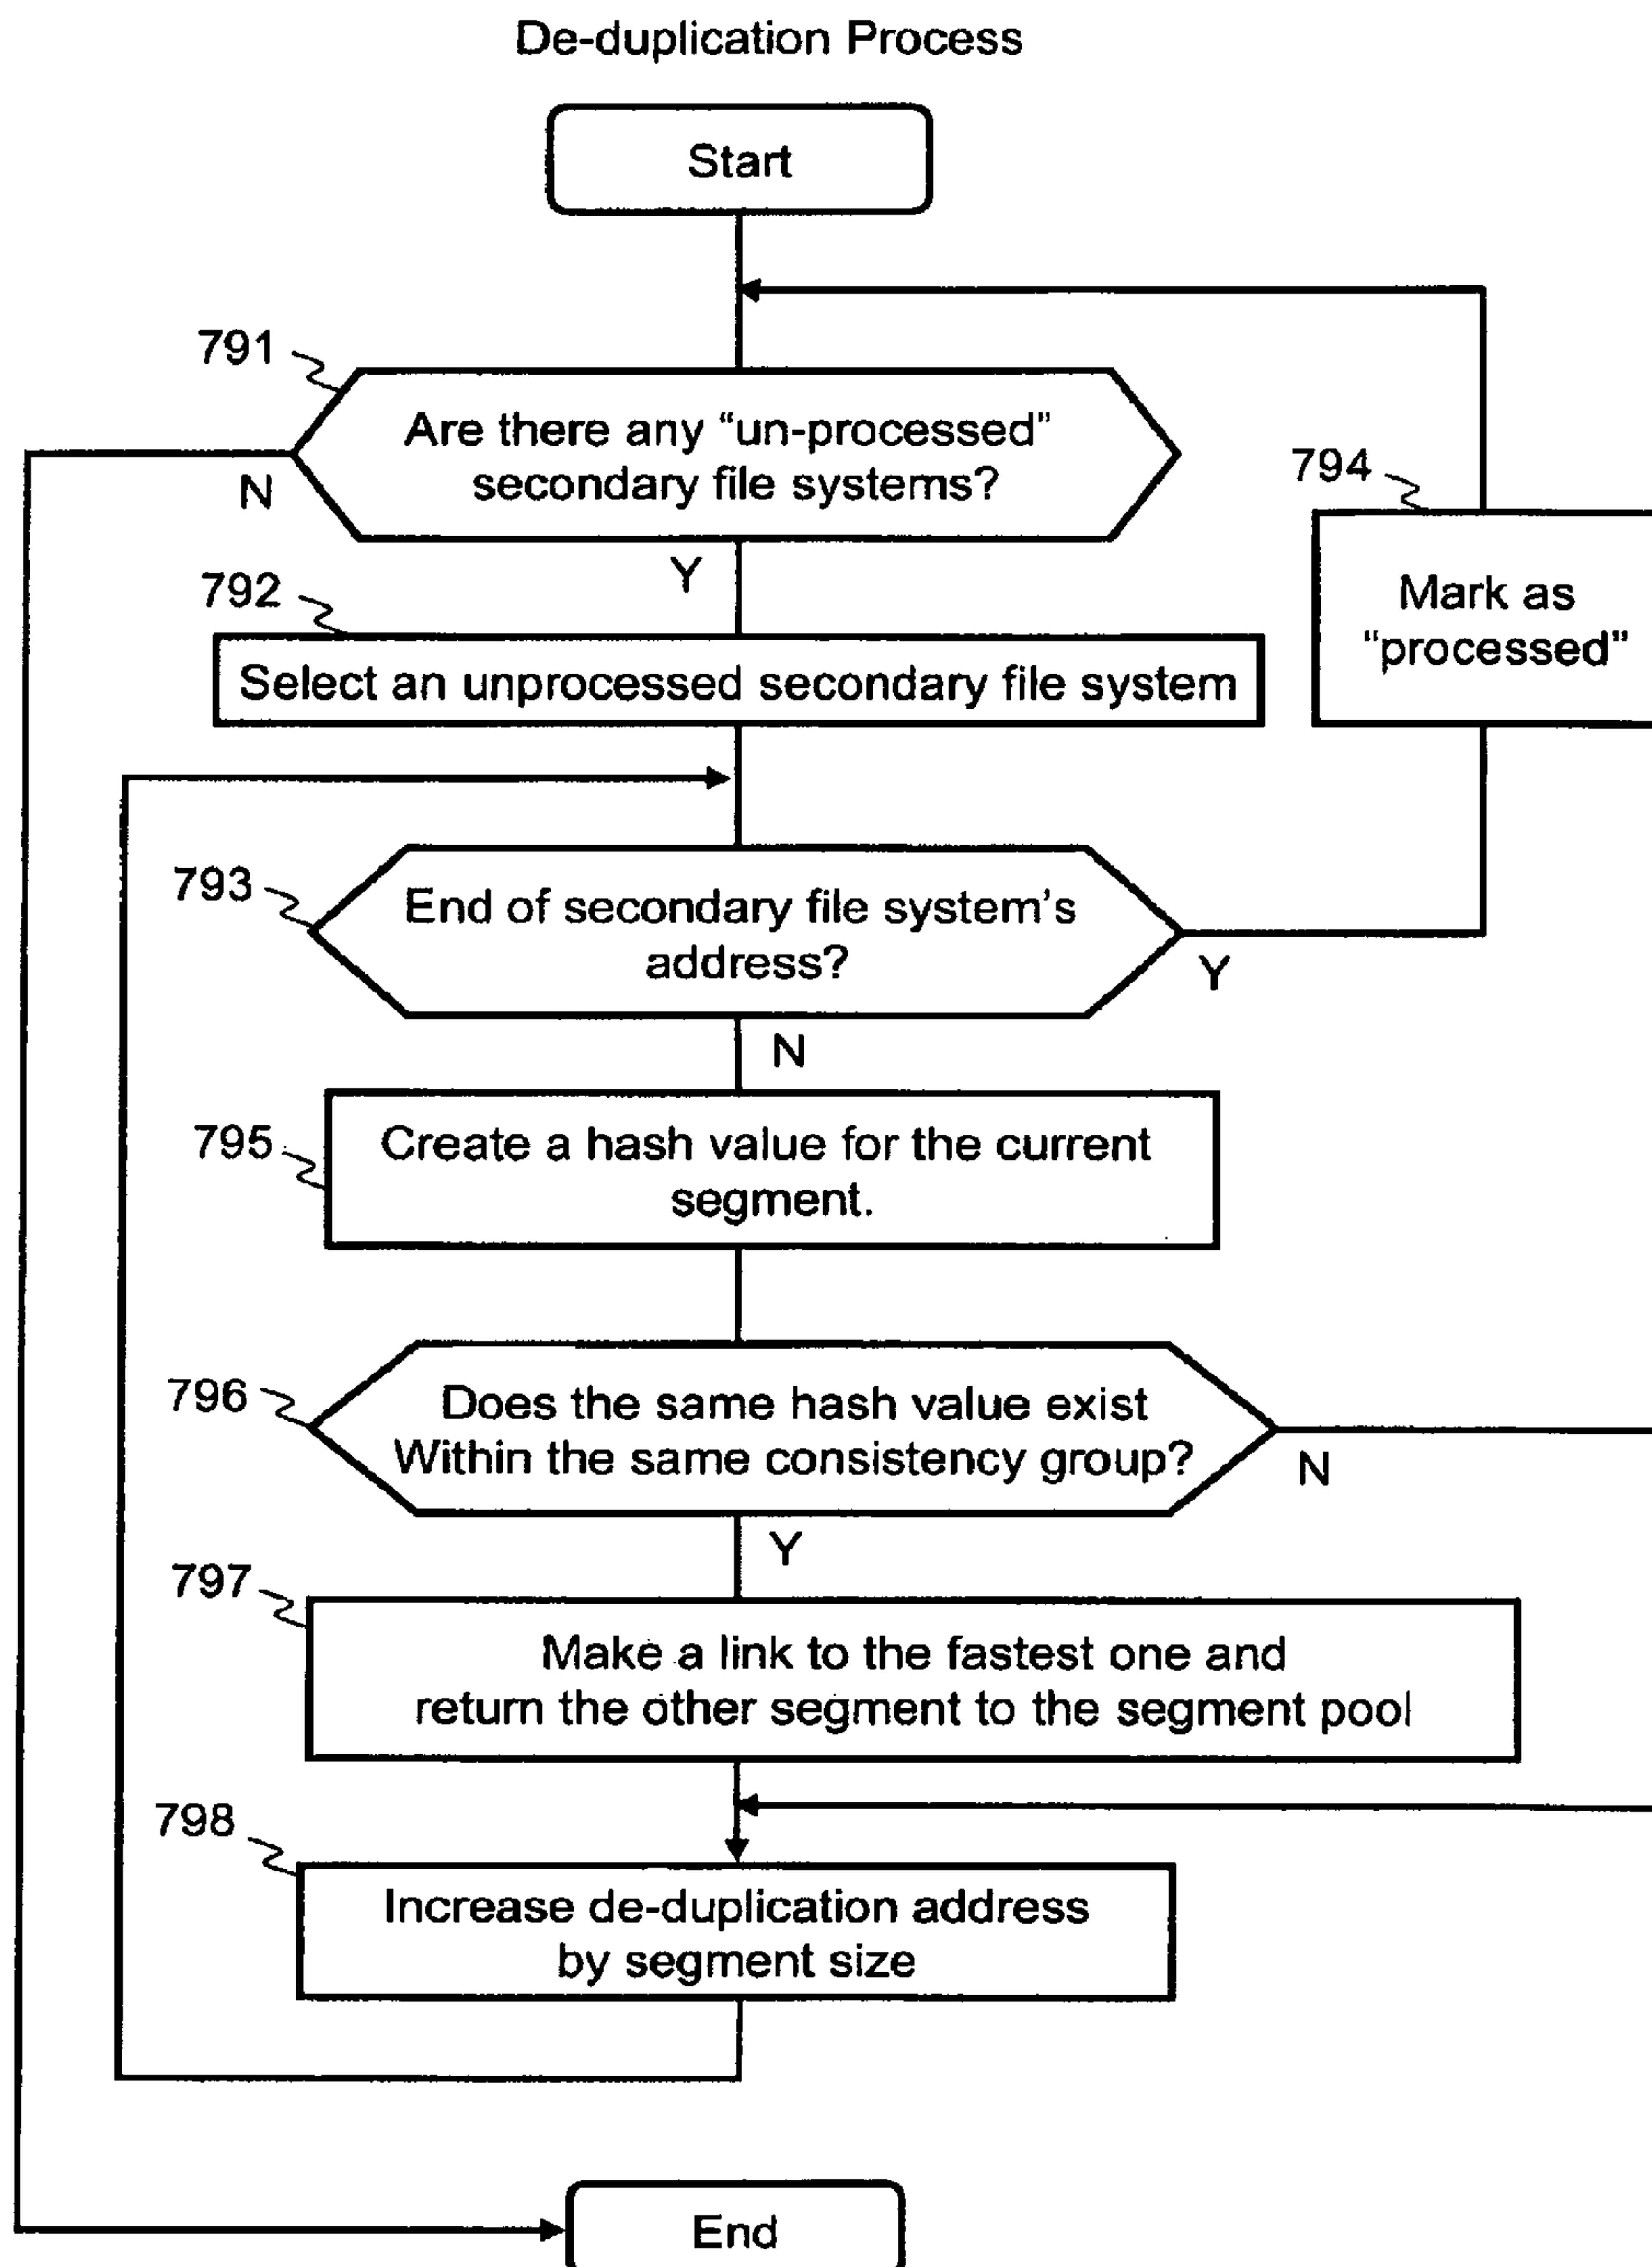 De-duplication Process
Start
791
Are there any “un-processed”
secondary file systems?
N
Y
794
Mark as
“processed”
792
Select an unprocessed secondary file system
793
End of secondary file system’s
address?
Y
N
795
Create a hash value for the current
segment.
796
Does the same hash value exist
Within the same consistency group?
N
Y
797
Make a link to the fastest one and
return the other segment to the segment pool
798
Increase de-duplication address
by segment size
End